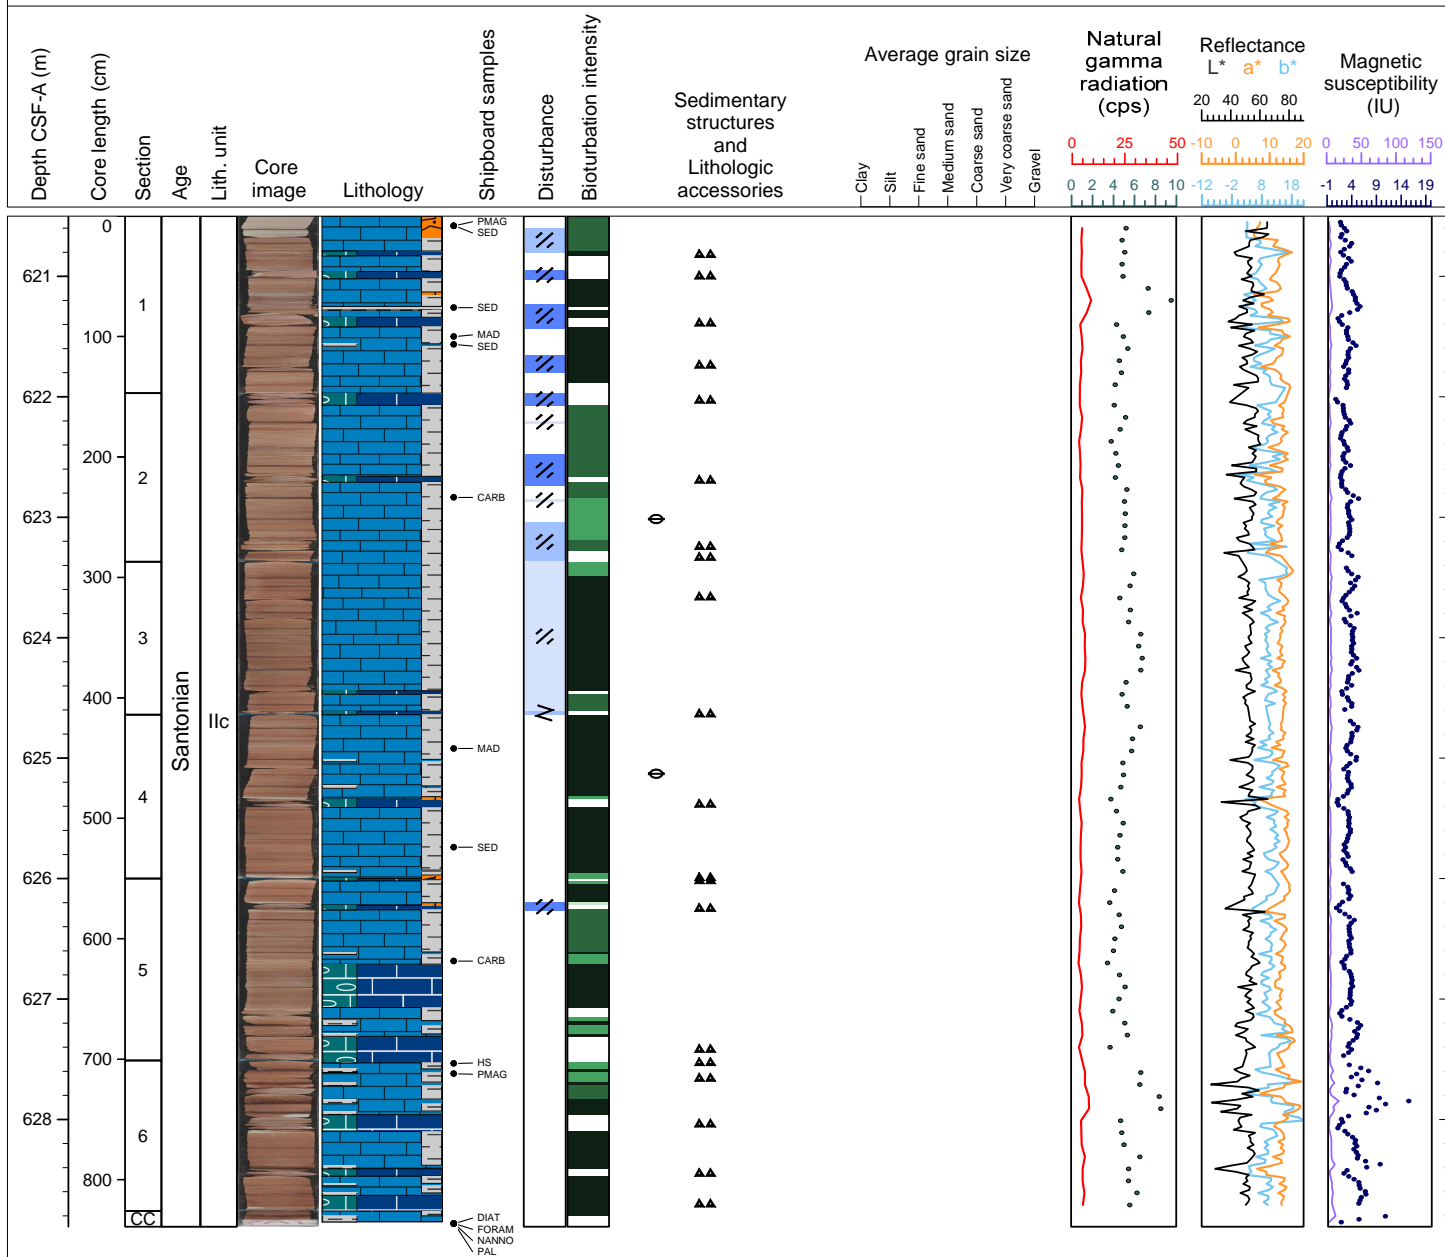 Depth CSF-A (m)
Core length (cm)
Section
Age
Lith. unit
Core
image
Lithology
Shipboard samples
Disturbance
Bioturbation intensity
Sedimentary
structures
and
Lithologic
accessories
Average grain size
Clay
Silt
Fine sand
Medium sand
Coarse sand
Very coarse sand
Gravel
Natural
gamma
radiation
(cps)
0 25 50
0 2 4 6 8 10
Reflectance
L* a* b*
20 40 60 80
-10 0 10 20
-12 -2 8 18
Magnetic
susceptibility
(IU)
0 50 100 150
-1 4 9 14 19
0
PMAG
SED
621
1
SED
100
MAD
SED
622
200
2
CARB
623
300
624
3
400
Santonian
IIc
625
MAD
4
500
SED
626
600
5
CARB
627
700
HS
PMAG
628
6
800
CC
DIAT
FORAM
NANNO
PAL